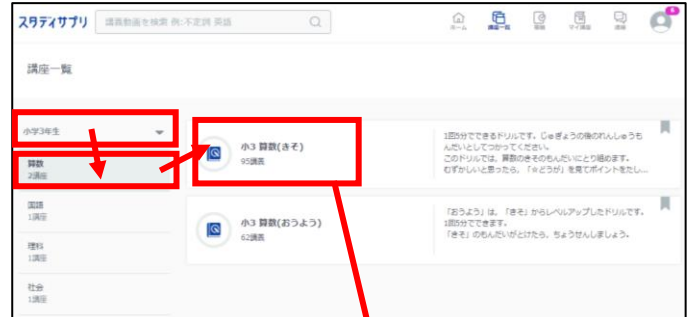 スタディサプリ
講義動画を検索 例:不定詞 英語
ホーム
講座一覧
マイ講座
講座一覧
小学3年生
算数
2講座
国語
1講座
理科
1講座
社会
1講座
小3 算数(きそ)
95講義
1回5分でできるドリルです。じゅぎょうの後のれんしゅうも
んだいとしてつかってください。
このドリルでは、算数のきそのもんだいにとり組めます。
むずかしいと思ったら、「☆どうが」を見てポイントをたし...
小3 算数(おうよう)
62講義
「おうよう」は、「きそ」からレベルアップしたドリルです。
1回5分でできます。
「きそ」のもんだいがとけたら、ちょうせんしましょう。